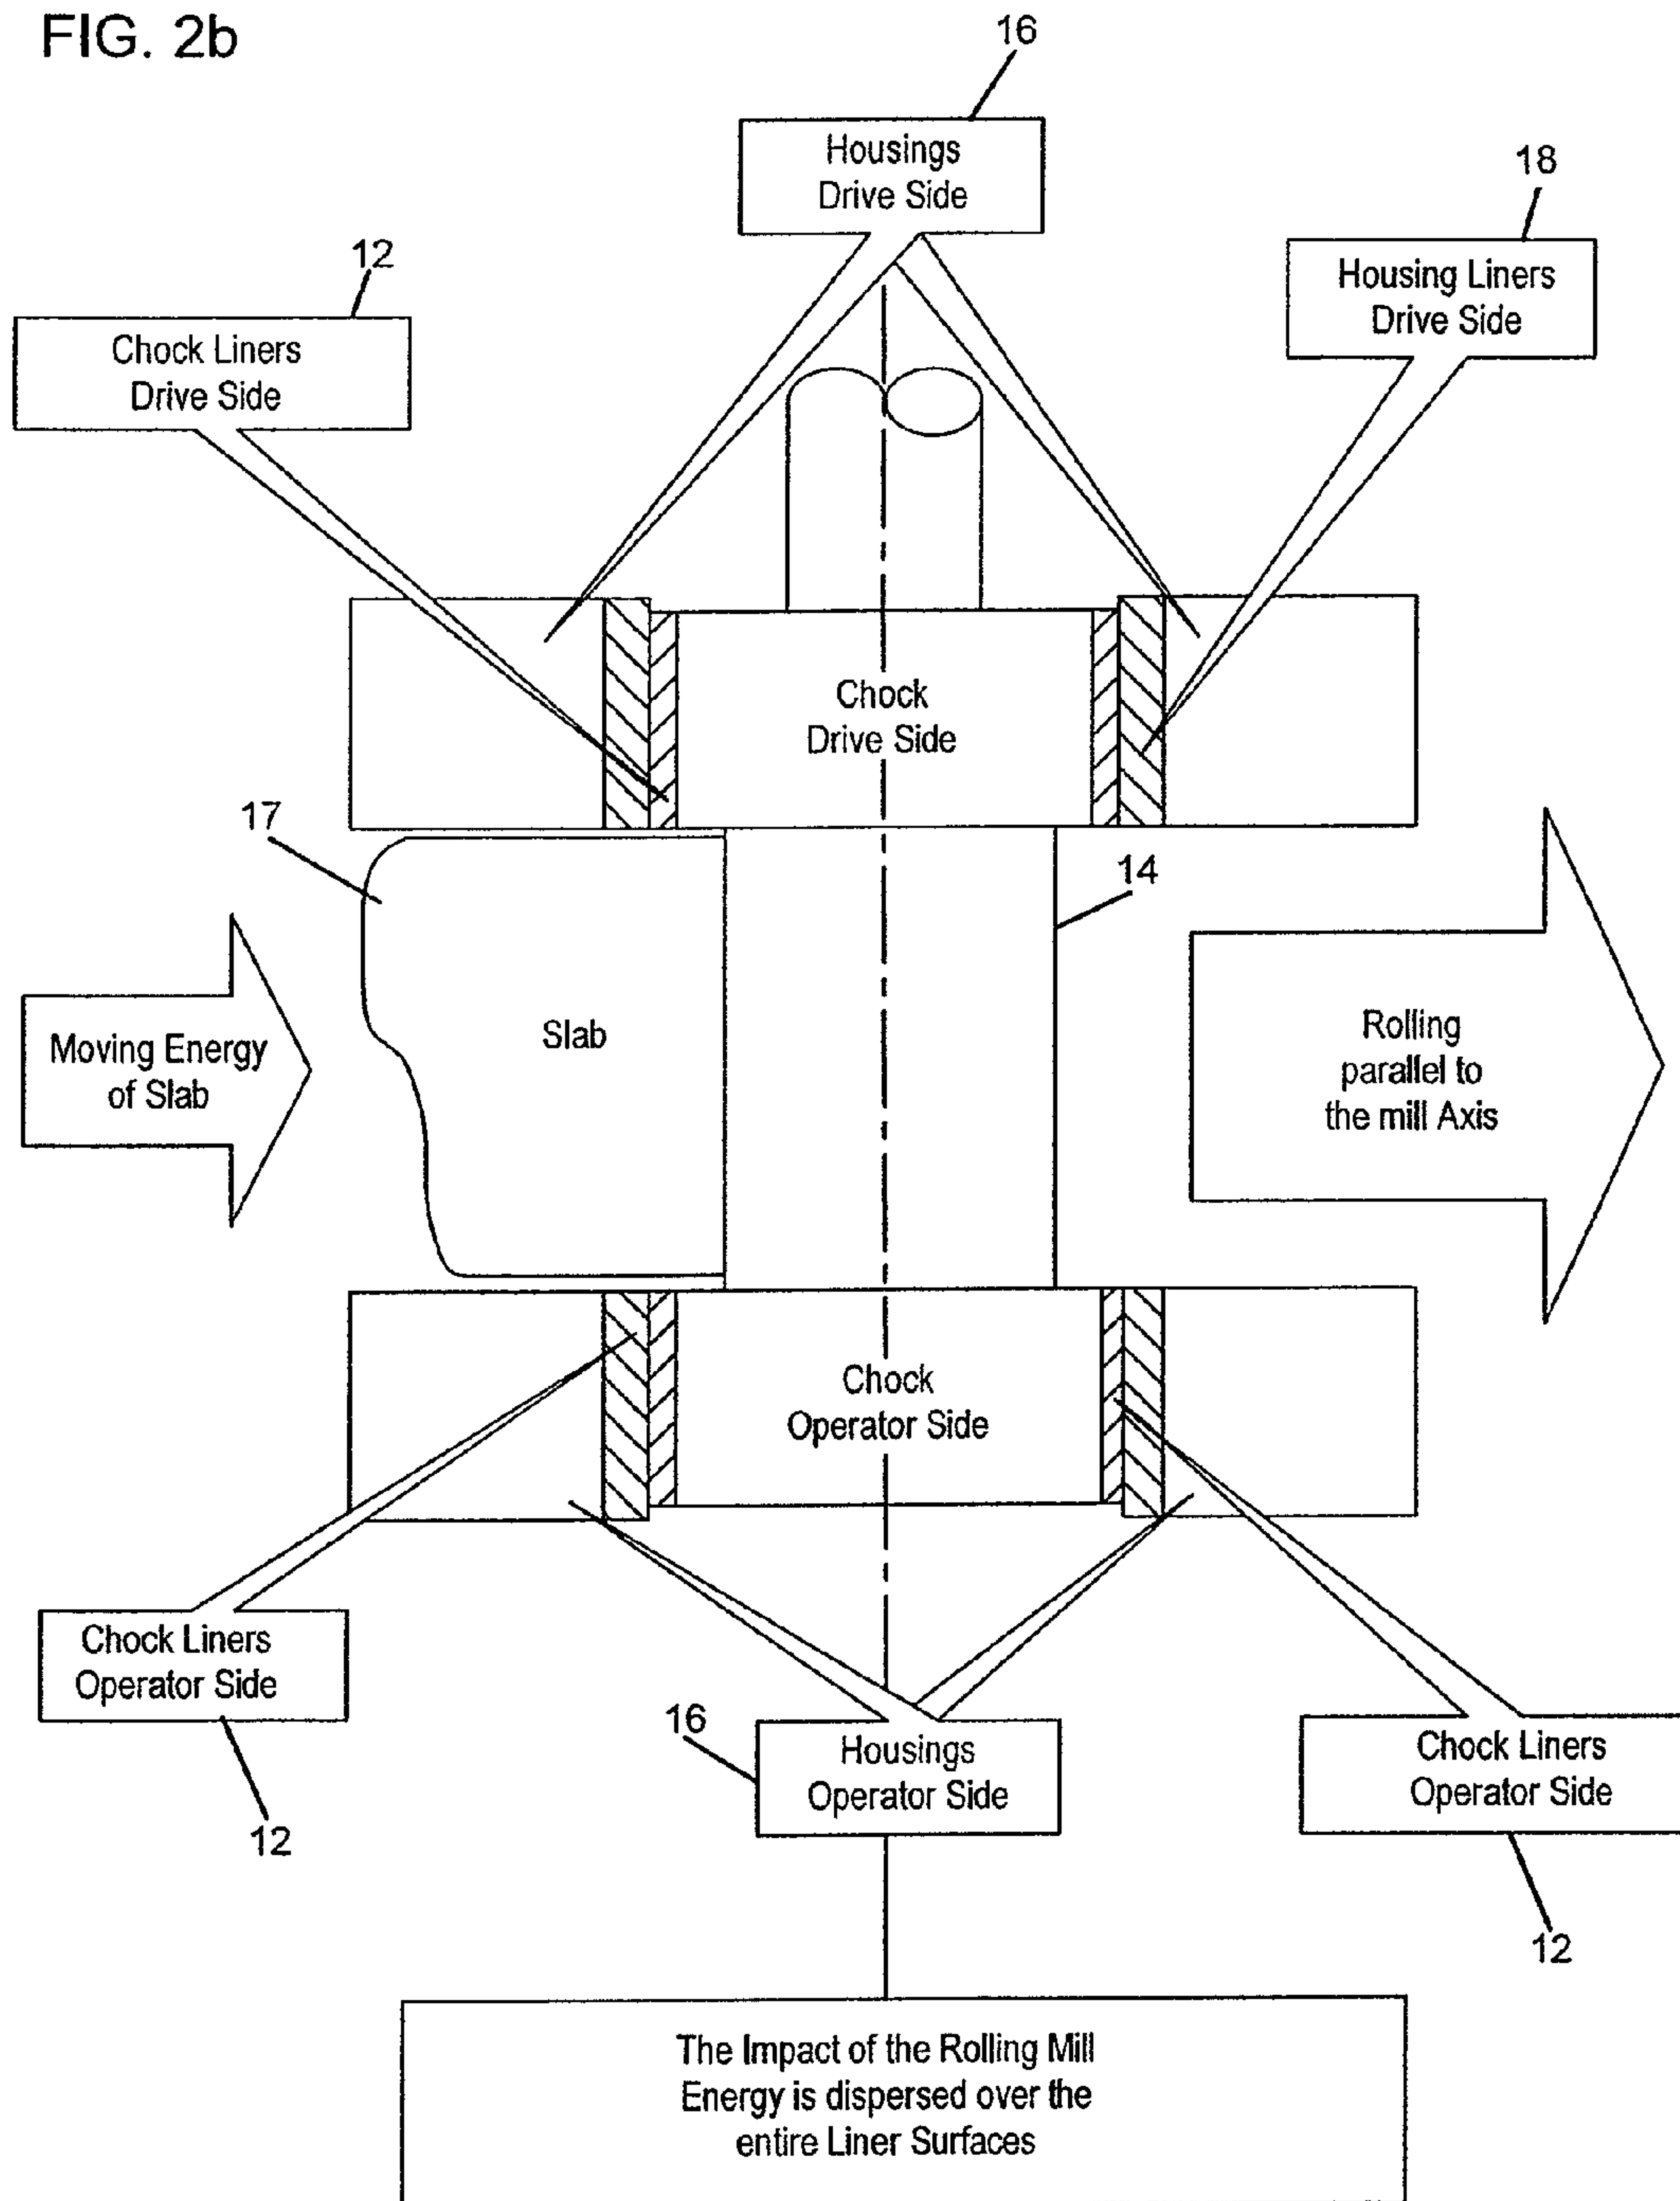 FIG. 2b
16
Housings
Drive Side
18
Housing Liners
Drive Side
12
Chock Liners
Drive Side
Chock
Drive Side
17
14
Moving Energy
of Slab
Slab
Rolling
parallel to
the mill Axis
Chock
Operator Side
Chock Liners
Operator Side
12
16
Housings
Operator Side
Chock Liners
Operator Side
12
The Impact of the Rolling Mill
Energy is dispersed over the
entire Liner Surfaces